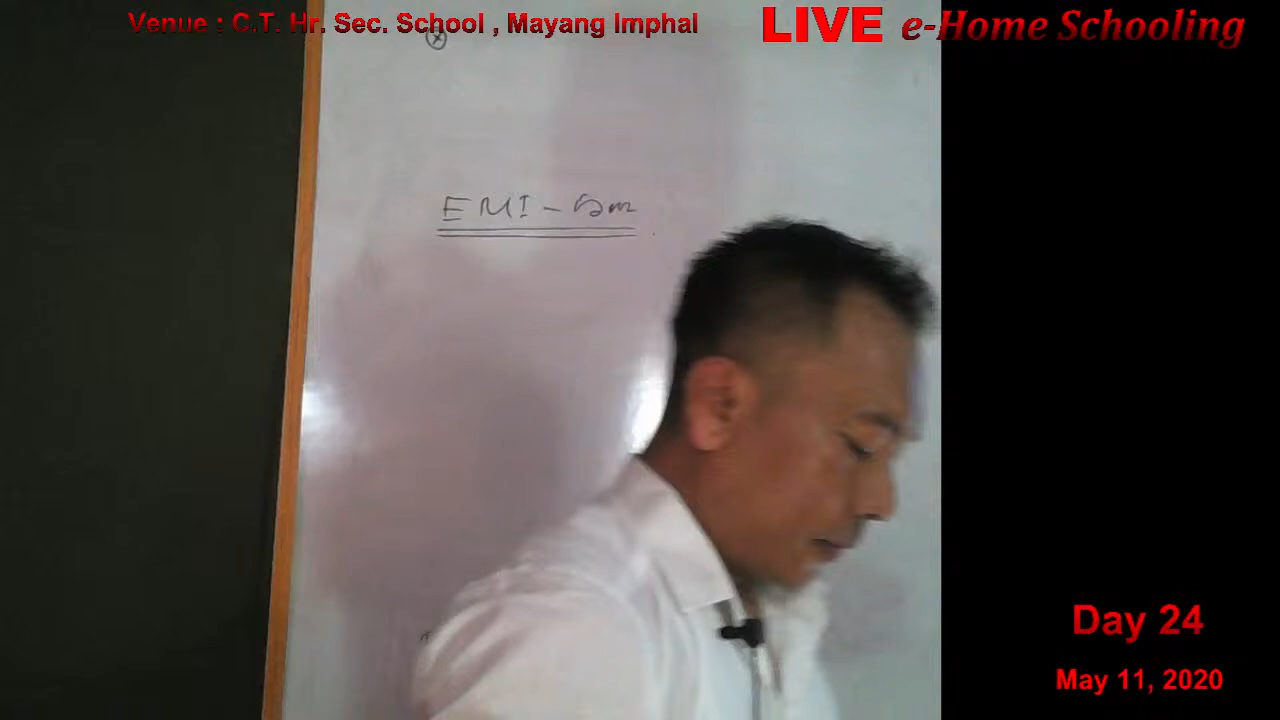 Venue : C.T. Hr. Sec. School , Mayang Imphal
LIVE e-Home Schooling
EMI -
Day 24
May 11, 2020